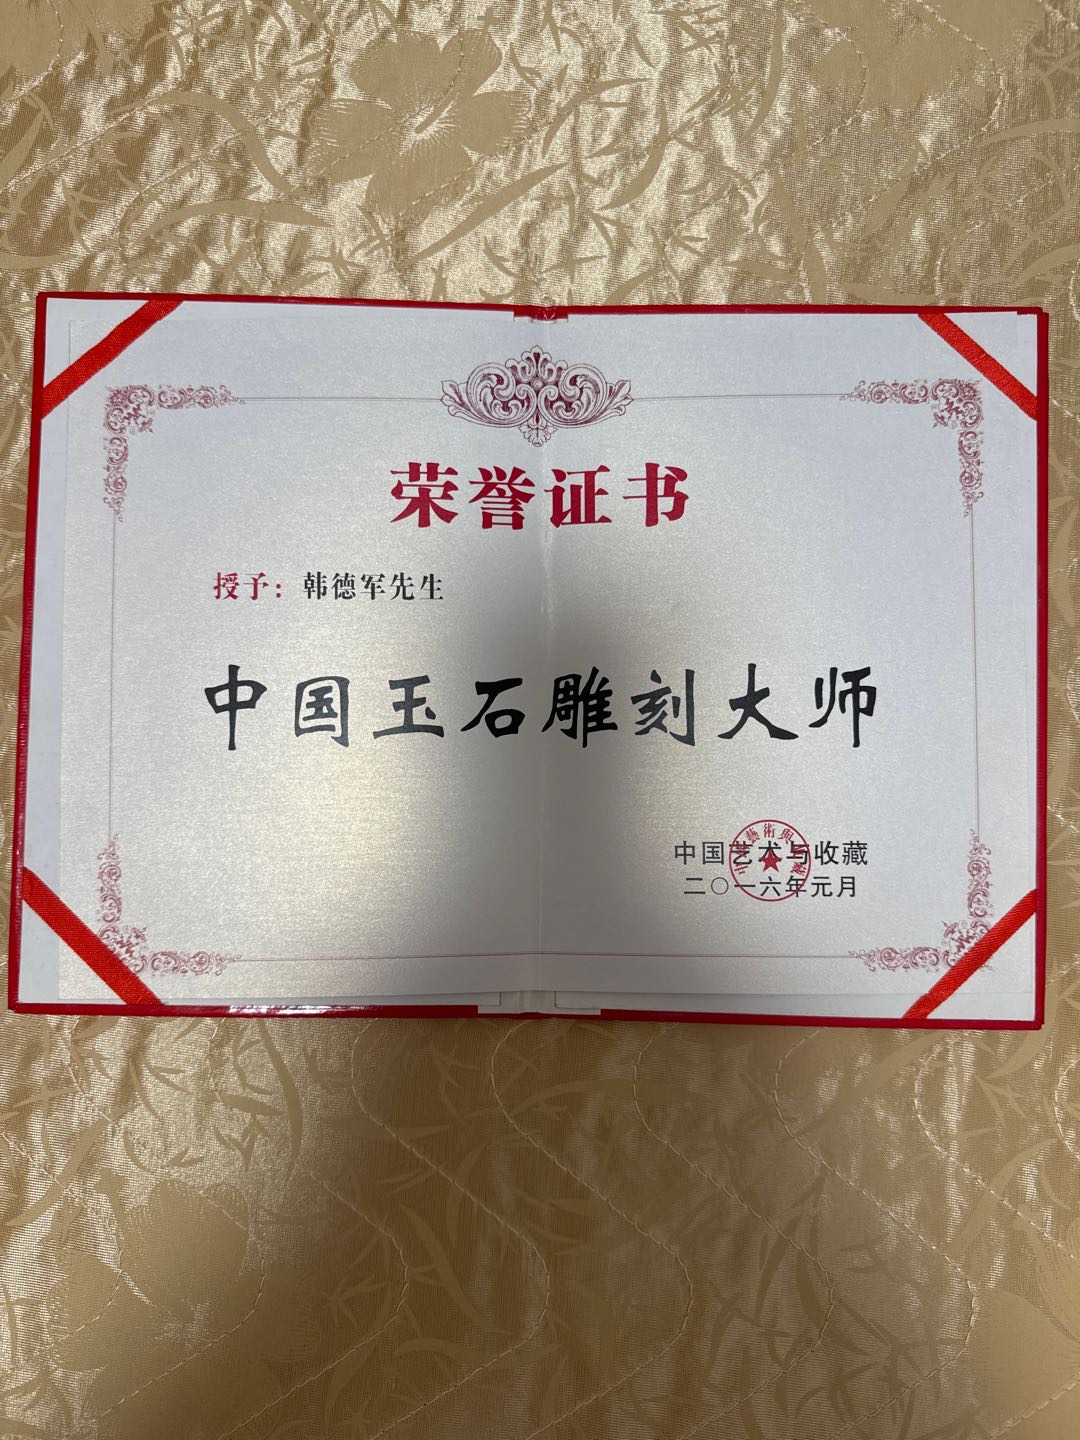 荣誉证书
授予：韩德军先生
中国玉石雕刻大师
中国艺术与收藏
二〇一六年元月